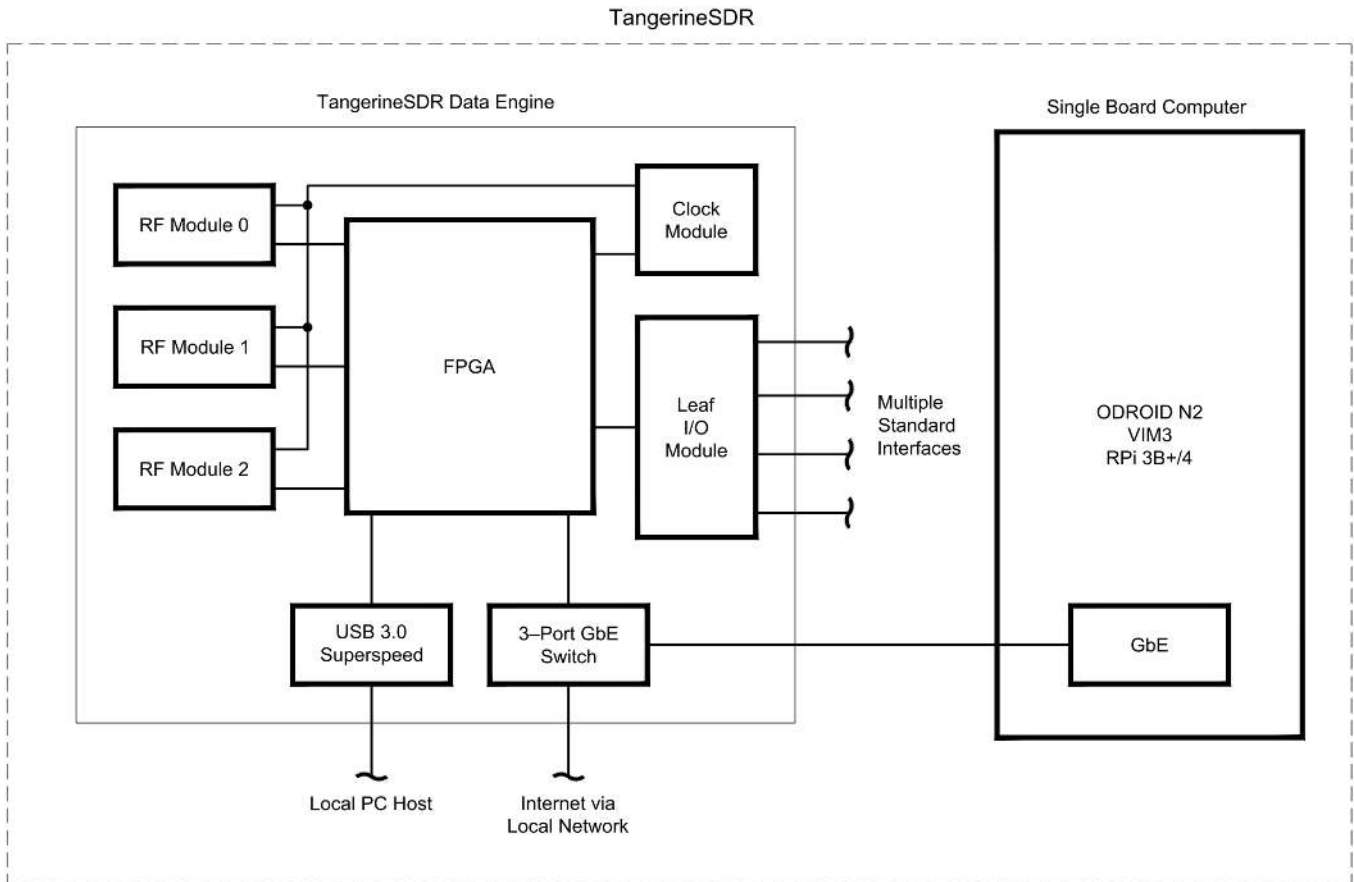 TangerineSDR
TangerineSDR Data Engine
Single Board Computer
RF Module 0
Clock
Module
RF Module 1
FPGA
RF Module 2
Leaf
I/O
Module
Multiple
Standard
Interfaces
ODROID N2
VIM3
RPi 3B+/4
USB 3.0
Superspeed
3–Port GbE
Switch
GbE
Local PC Host
Internet via
Local Network